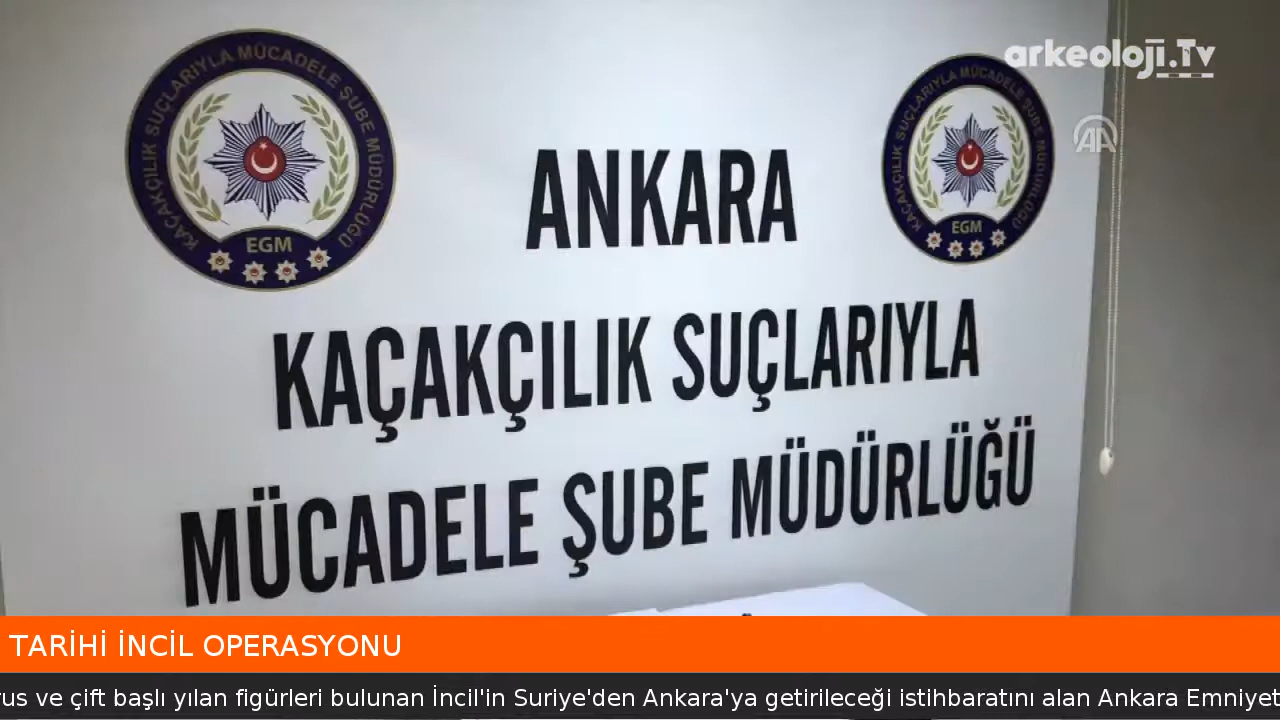 arkeoloji.Tv
AA
KAÇAKÇILIK SUÇLARIYLA MÜCADELE ŞUBE MÜDÜRLÜĞÜ
EGM
KAÇAKÇILIK SUÇLARIYLA MÜCADELE ŞUBE MÜDÜRLÜĞÜ
EGM
ANKARA
KAÇAKÇILIK SUÇLARIYLA
MÜCADELE ŞUBE MÜDÜRLÜĞÜ
TARİHİ İNCİL OPERASYONU
ve çift başlı yılan figürleri bulunan İncil'in Suriye'den Ankara'ya getirileceği istihbaratını alan Ankara Emniyet